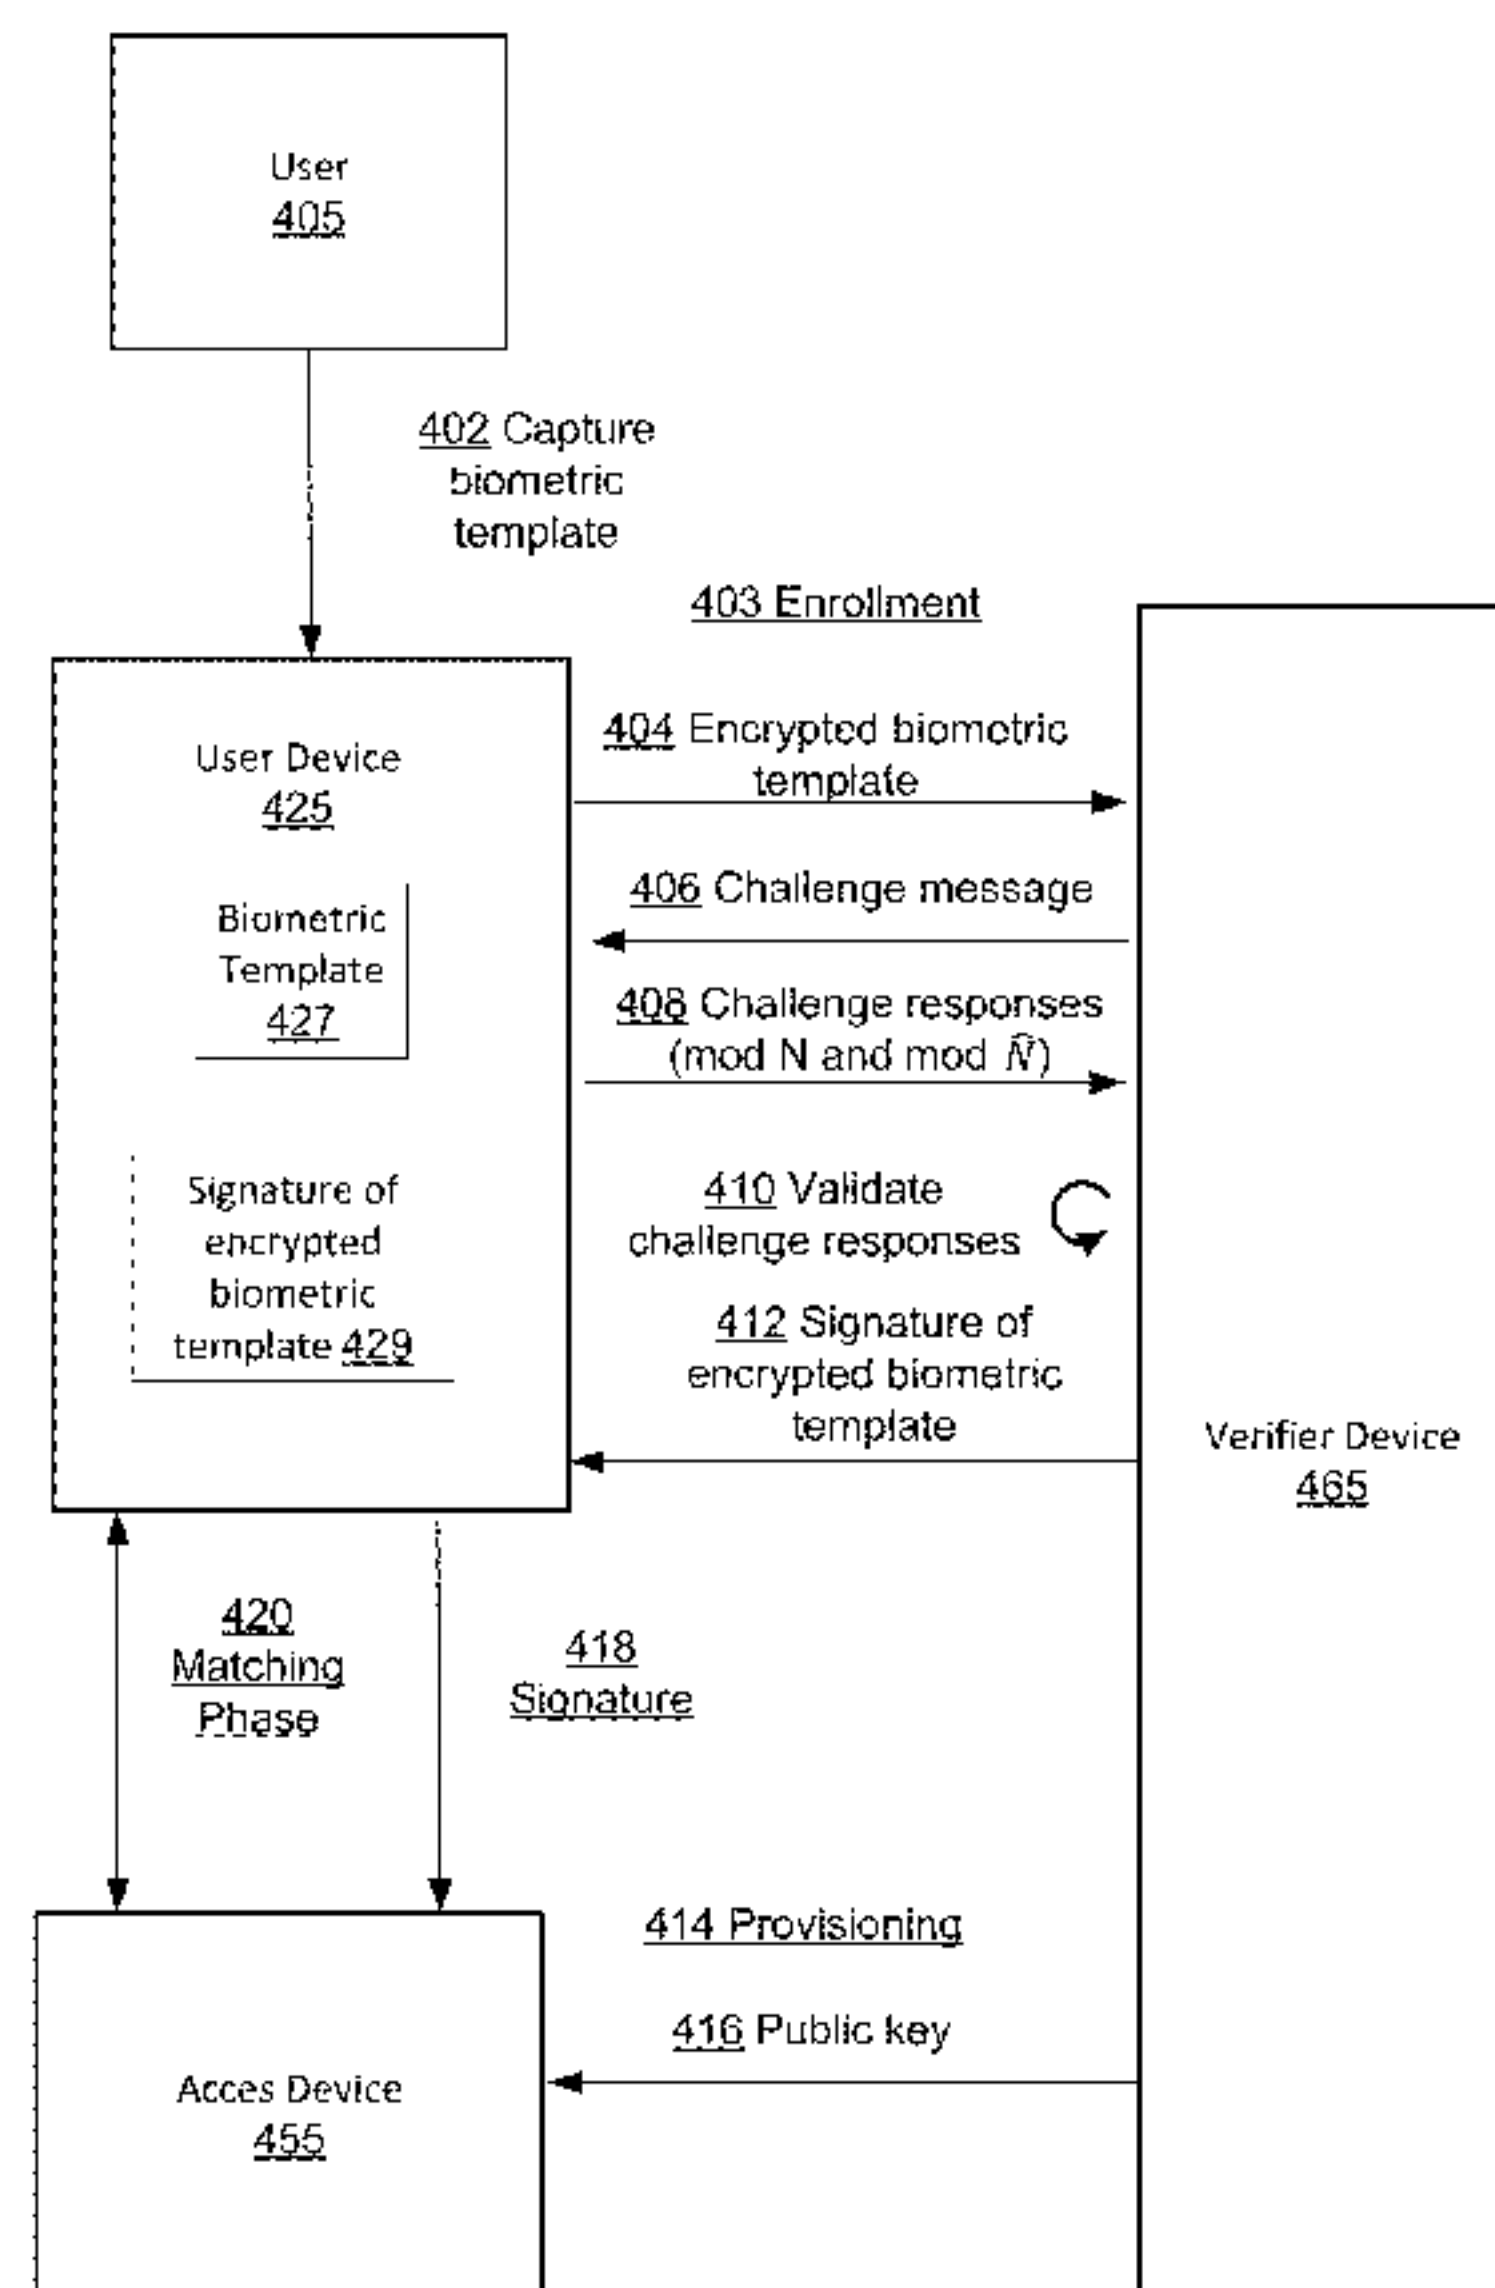 User
405
402 Capture
biometric
template
403 Enrollment
User Device
425
404 Encrypted biometric
template
406 Challenge message
Biometric
Template
427
408 Challenge responses
(mod N and mod N̂)
Signature of
encrypted
biometric
template 429
410 Validate
challenge responses
412 Signature of
encrypted biometric
template
Verifier Device
465
420
Matching
Phase
418
Signature
414 Provisioning
416 Public key
Acces Device
455